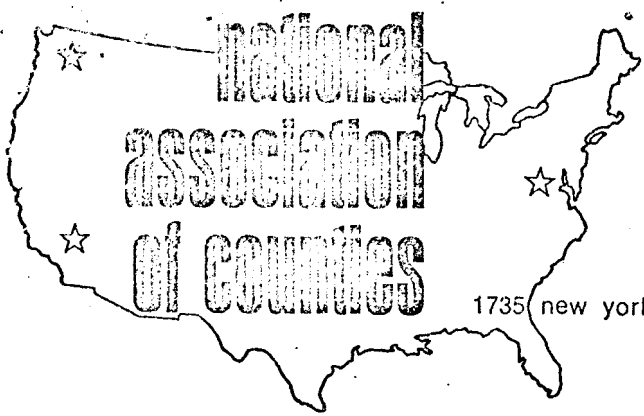 national
association
of counties
1735 new york